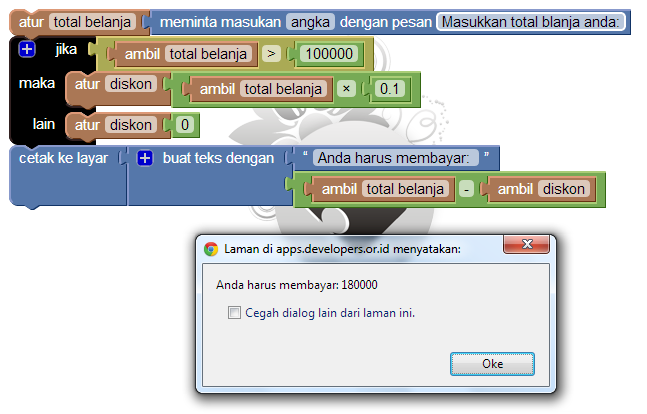 atur total belanja meminta masukan angka dengan pesan Masukkan total blanja anda:
jika ambil total belanja > 100000
maka atur diskon ambil total belanja × 0.1
lain atur diskon 0
cetak ke layar buat teks dengan “ Anda harus membayar: ”
ambil total belanja - ambil diskon
Laman di apps.developers.or.id menyatakan:
Anda harus membayar: 180000
Cegah dialog lain dari laman ini.
Oke